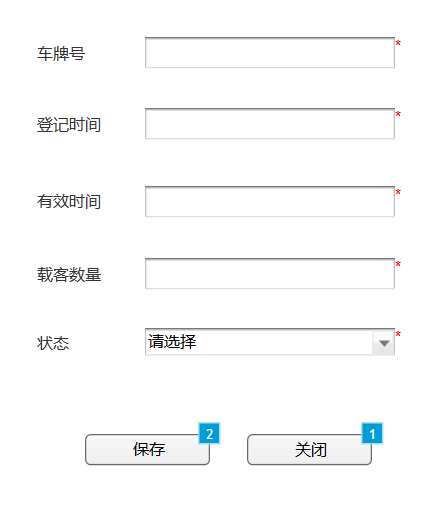 车牌号 *
登记时间 *
有效时间 *
载客数量 *
状态 请选择 *
保存 2 关闭 1